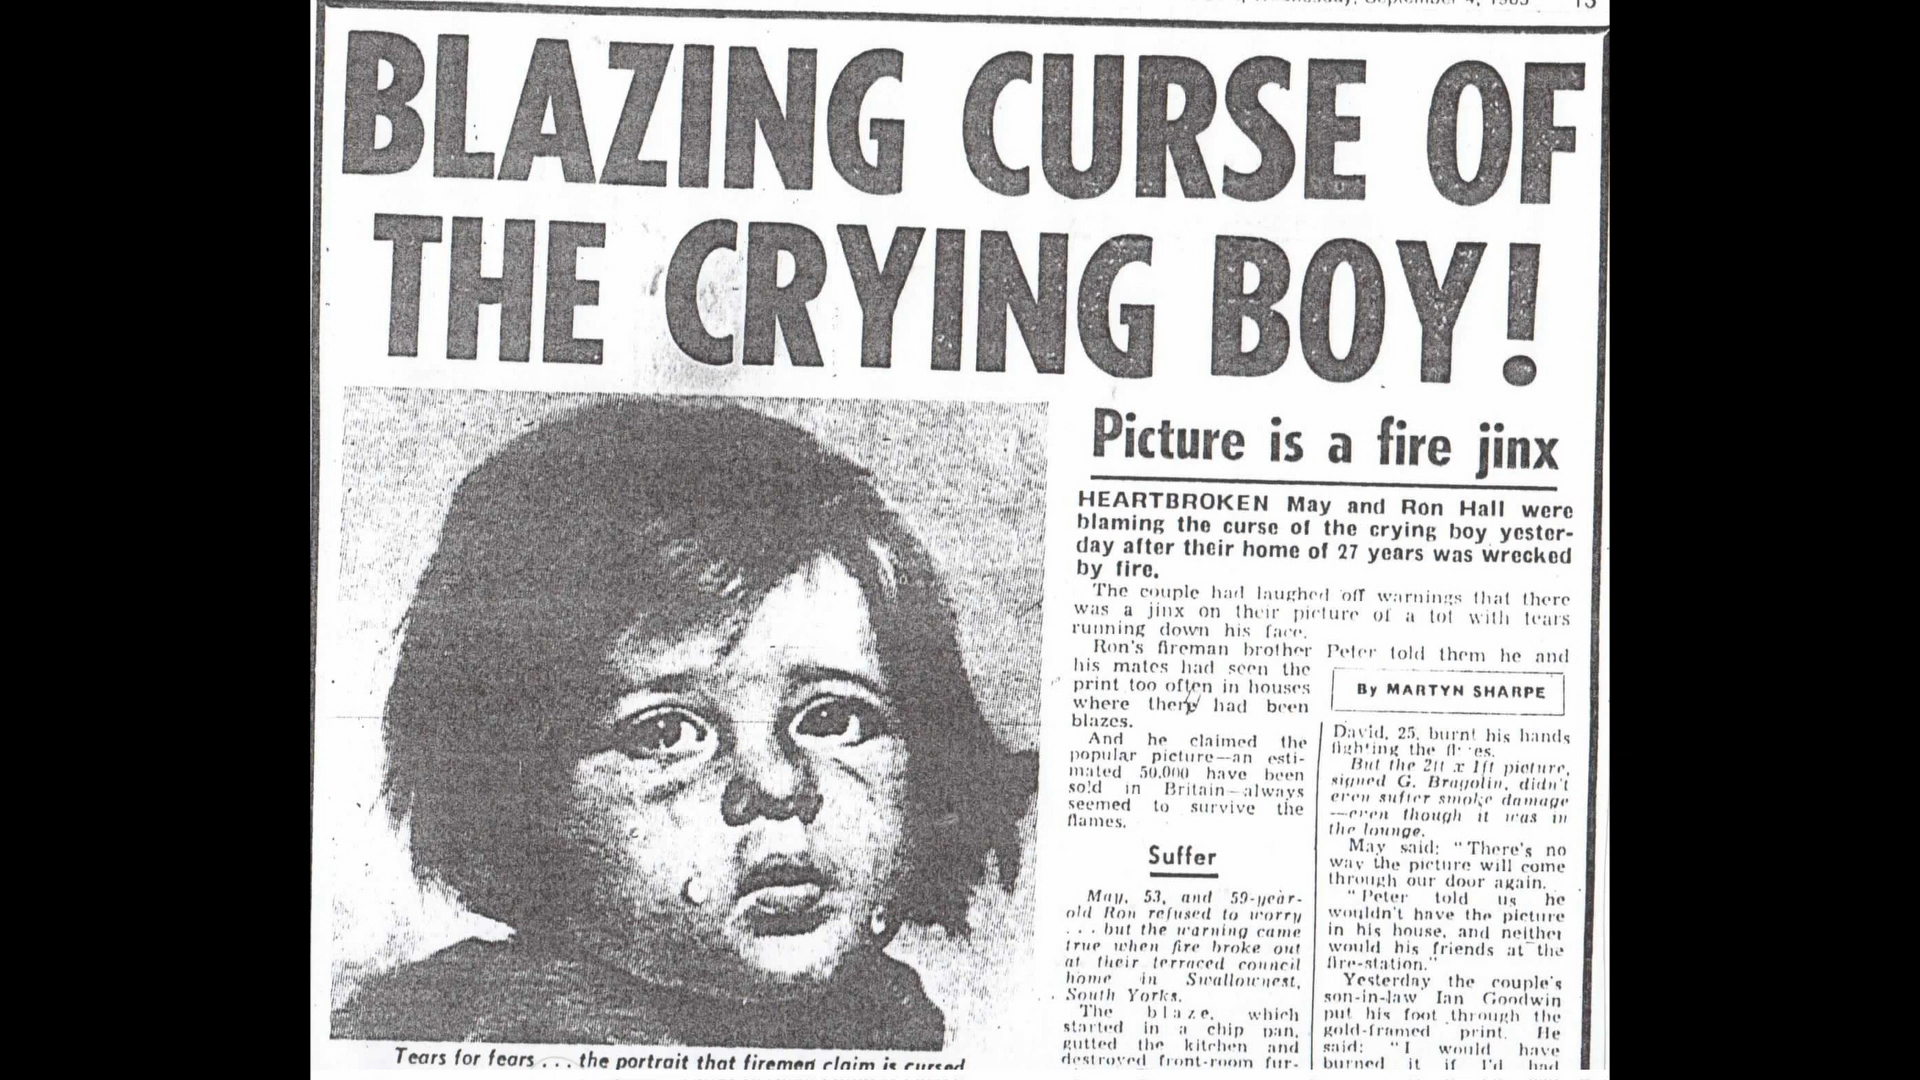 Wednesday, September 4, 1985 13
BLAZING CURSE OF
THE CRYING BOY!
Picture is a fire jinx
HEARTBROKEN May and Ron Hall were
blaming the curse of the crying boy yester-
day after their home of 27 years was wrecked
by fire.
The couple had laughed off warnings that there
was a jinx on their picture of a tot with tears
running down his face.
Ron's fireman brother Peter told them he and
his mates had seen the
print too often in houses
where there had been
blazes.
And he claimed the
popular picture—an esti-
mated 50,000 have been
sold in Britain—always
seemed to survive the
flames.
Suffer
May, 53, and 59-year-
old Ron refused to worry
. . . but the warning came
true when fire broke out
at their terraced council
home in Swallownest,
South Yorks.
The blaze, which
started in a chip pan,
gutted the kitchen and
destroyed front-room fur-
By MARTYN SHARPE
David, 25, burnt his hands
fighting the
But the 2ft x 1ft picture,
signed G. Bragolin, didn't
even suffer smoke damage
—even though it was in
the lounge.
May said: "There's no
way the picture will come
through our door again.
"Peter told us he
wouldn't have the picture
in his house, and neither
would his friends at the
fire-station."
Yesterday the couple's
son-in-law Ian Goodwin
put his foot through the
gold-framed print. He
said: "I would have
burned it if I'd had
Tears for fears . . . the portrait that firemen claim is cursed